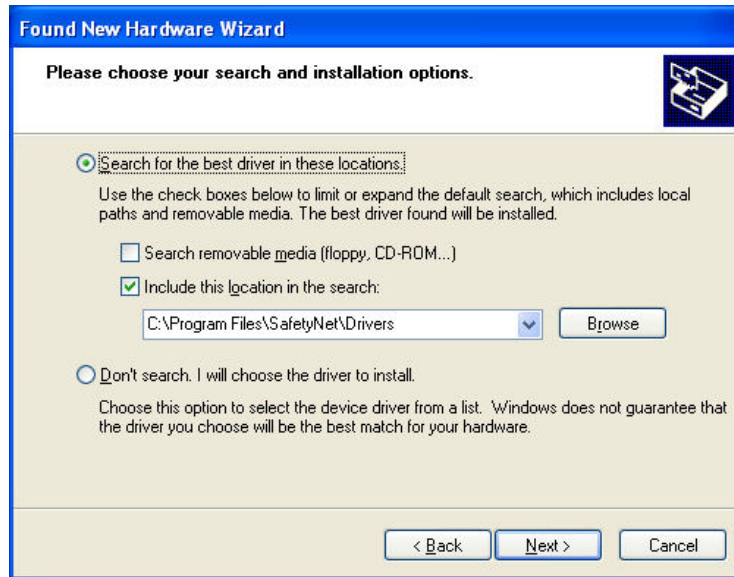 Found New Hardware Wizard
Please choose your search and installation options.
Search for the best driver in these locations.
Use the check boxes below to limit or expand the default search, which includes local
paths and removable media. The best driver found will be installed.
Search removable media (floppy, CD-ROM...)
Include this location in the search:
C:\Program Files\SafetyNet\Drivers
Browse
Don't search. I will choose the driver to install.
Choose this option to select the device driver from a list. Windows does not guarantee that
the driver you choose will be the best match for your hardware.
< Back Next > Cancel